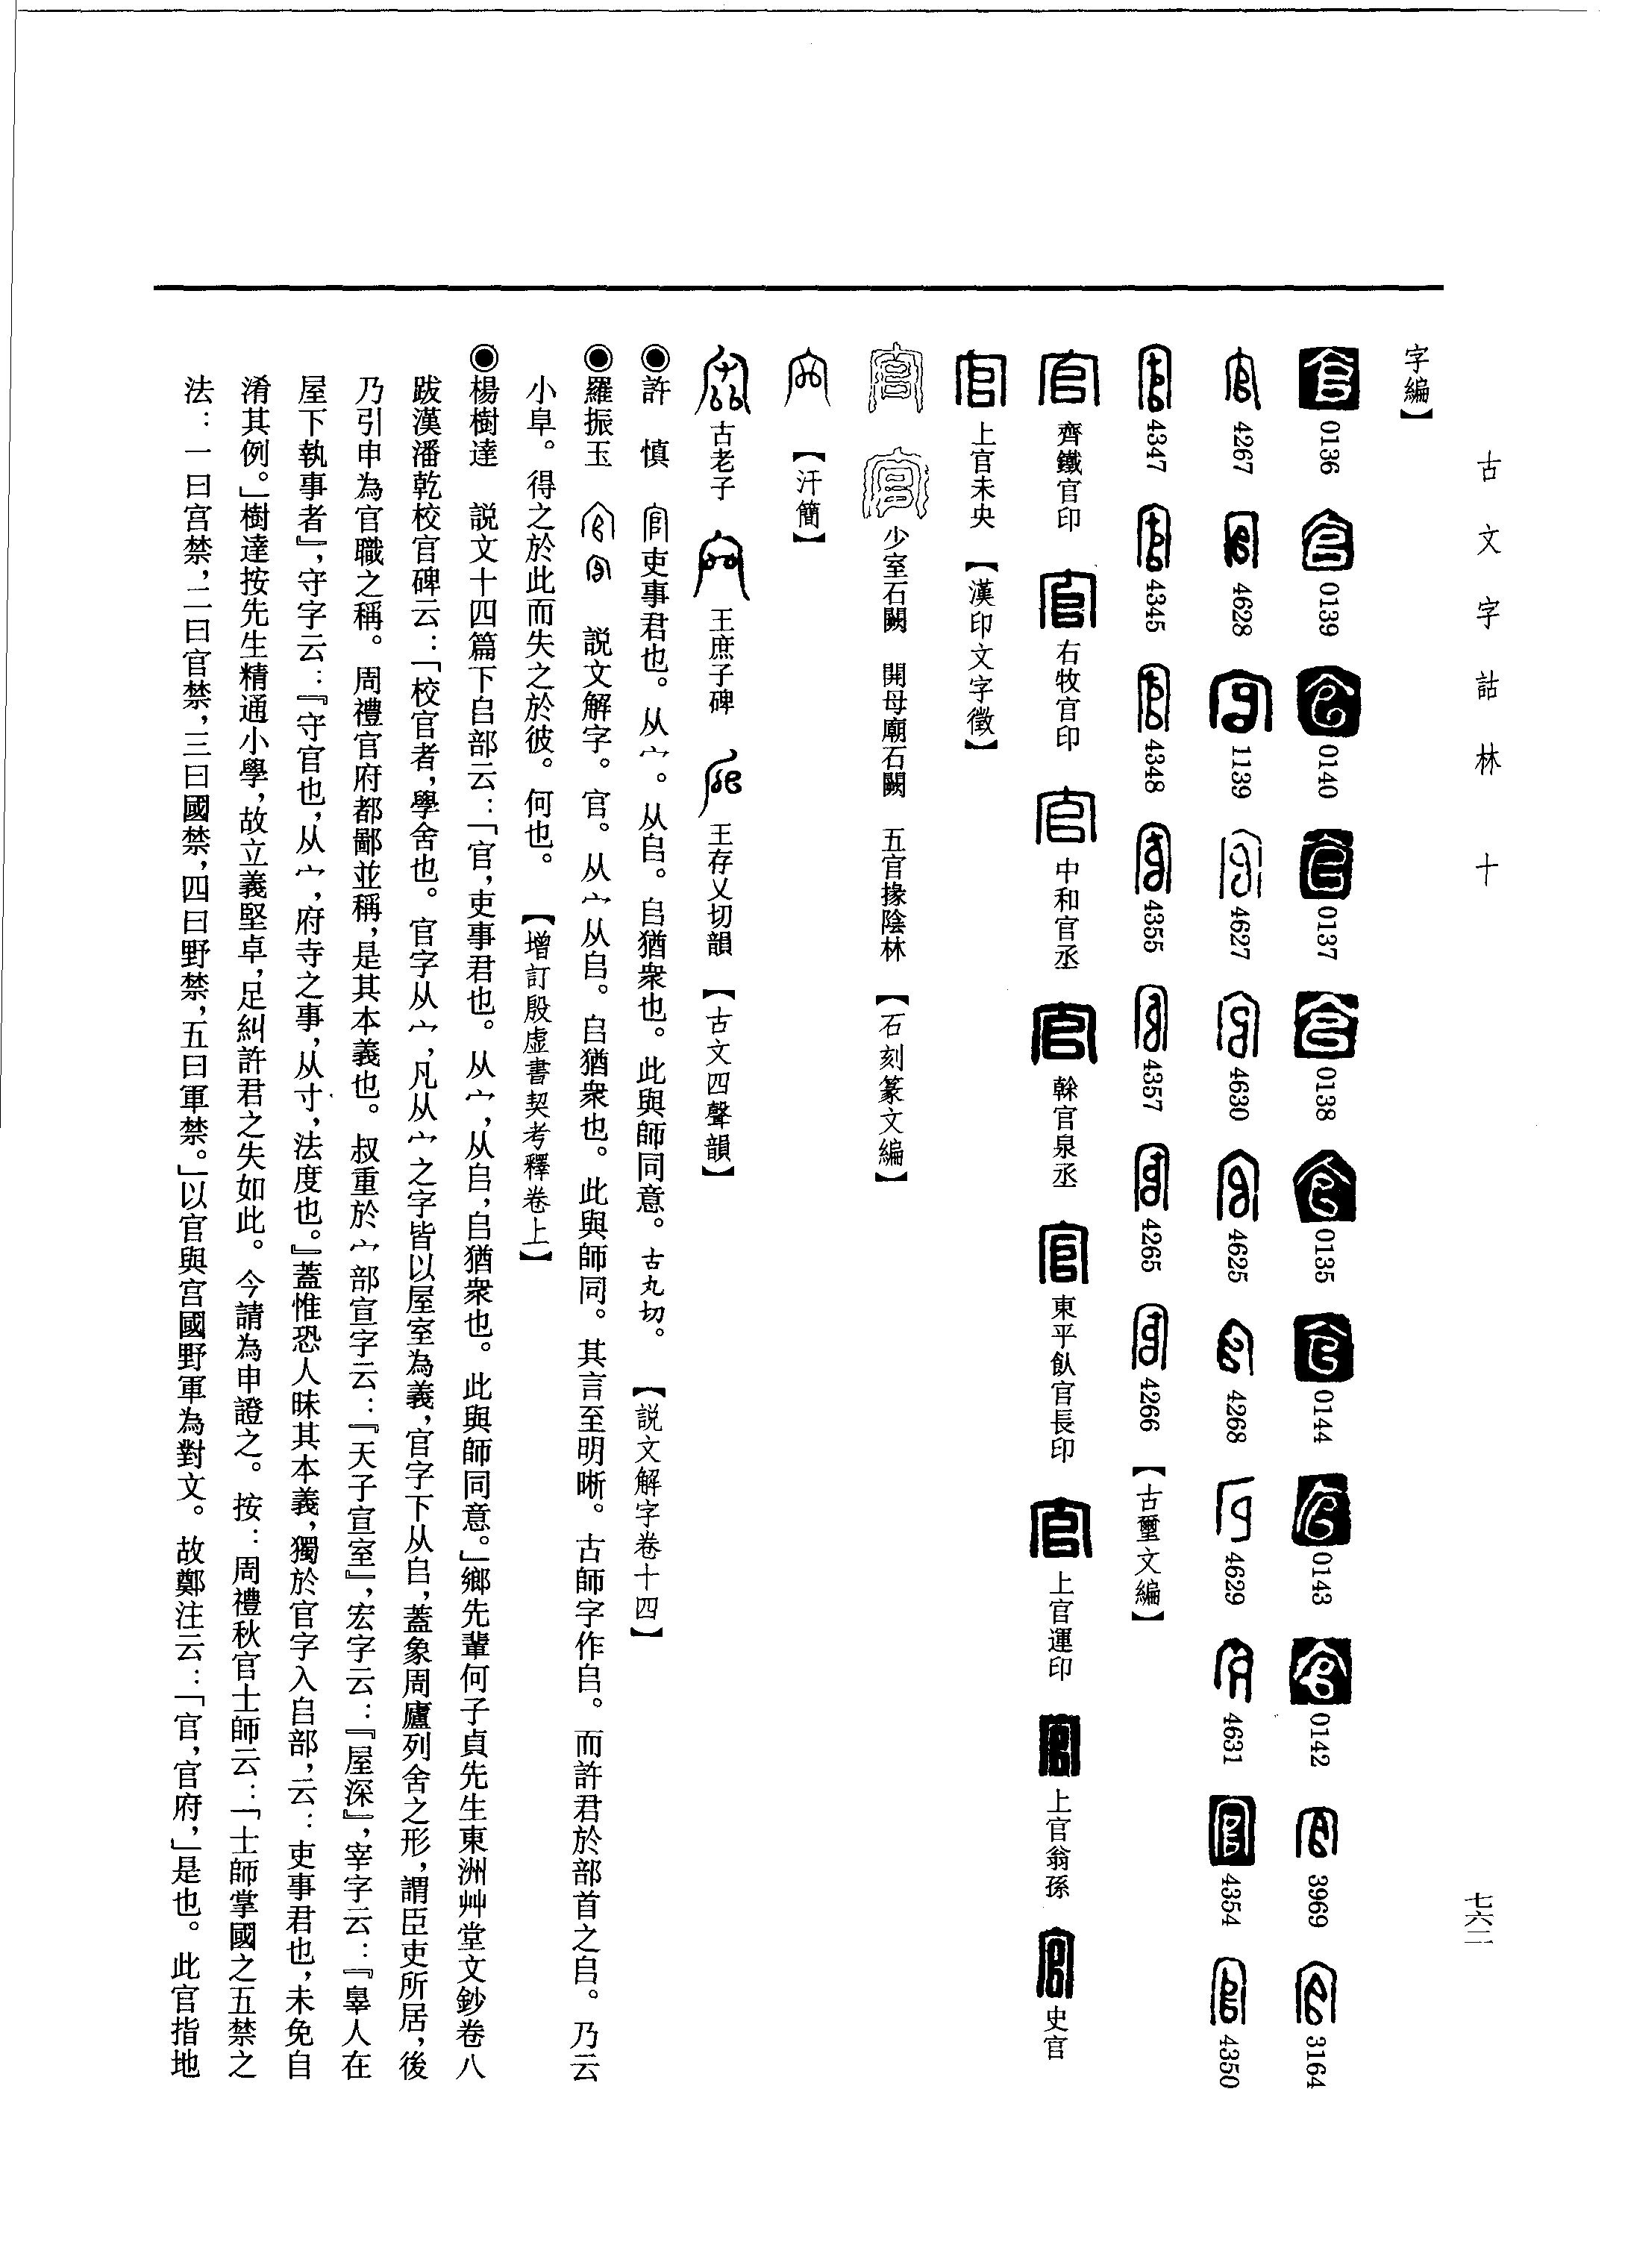 古文字詁林　十
七六二
字編】
0136　0139　0140　0137　0138　0135　0144　0143　0142　3969　3164
4267　4628　1139　4627　4630　4625　4268　4629　4631　4354　4350
4347　4345　4348　4355　4357　4265　4266　【古璽文編】
齊鐵官印　右牧官印　中和官丞　榦官泉丞　東平飤官長印　上官運印　上官翁孫　史官
上官未央　【漢印文字徵】
少室石闕　開母廟石闕　五官掾陰林　【石刻篆文編】
【汗簡】
古老子　王庶子碑　王存乂切韻　【古文四聲韻】
◉許　慎　吏事君也。从宀。从𠂤。𠂤猶衆也。此與師同意。古丸切。　【説文解字卷十四】
◉羅振玉　説文解字。官。从宀从𠂤。𠂤猶衆也。此與師同。其言至明晰。古師字作𠂤。而許君於部首之𠂤。乃云
小阜。得之於此而失之於彼。何也。　【增訂殷虛書契考釋卷上】
◉楊樹達　説文十四篇下𠂤部云：「官，吏事君也。从宀，从𠂤，𠂤猶衆也。此與師同意。」鄉先輩何子貞先生東洲艸堂文鈔卷八
跋漢潘乾校官碑云：「校官者，學舍也。官字从宀，凡从宀之字皆以屋室為義，官字下从𠂤，蓋象周廬列舍之形，謂臣吏所居，後
乃引申為官職之稱。周禮官府都鄙並稱，是其本義也。叔重於宀部宣字云：『天子宣室』，宏字云：『屋深』，宰字云：『辠人在
屋下執事者』，守字云：『守官也，从宀，府寺之事，从寸，法度也。』蓋惟恐人昧其本義，獨於官字入𠂤部，云：吏事君也，未免自
淆其例。」樹達按先生精通小學，故立義堅卓，足糾許君之失如此。今請為申證之。按：周禮秋官士師云：「士師掌國之五禁之
法：一曰宫禁，二曰官禁，三曰國禁，四曰野禁，五曰軍禁。」以官與宫國野軍為對文。故鄭注云：「官，官府，」是也。此官指地